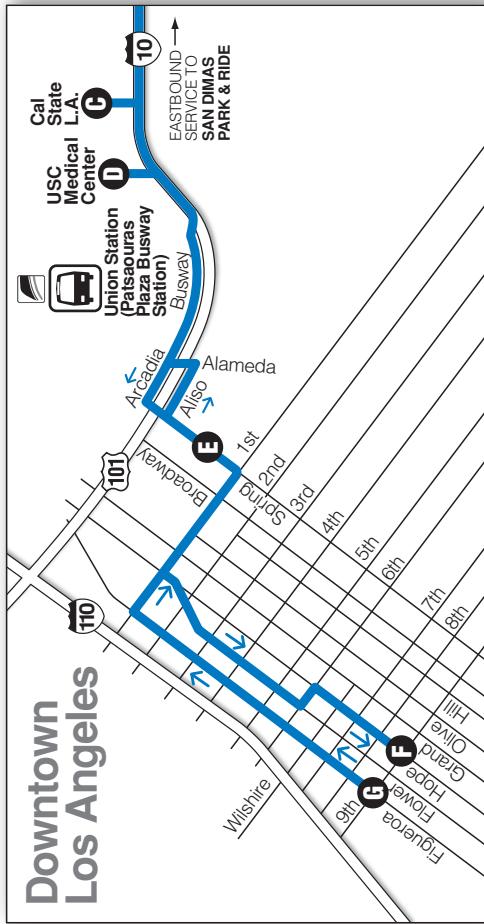 Downtown
Los Angeles
110
101
10
Cal
State
L.A.
C
USC
Medical
Center
D
Union Station
(Patsaouras
Plaza Busway
Station)
Busway
EASTBOUND
SERVICE TO
SAN DIMAS
PARK & RIDE
Arcadia
Aliso
Alameda
E
Broadway
Spring
1st
2nd
3rd
4th
5th
6th
7th
8th
Wilshire
9th
G
F
Figueroa
Flower
Hope
Grand
Olive
Hill